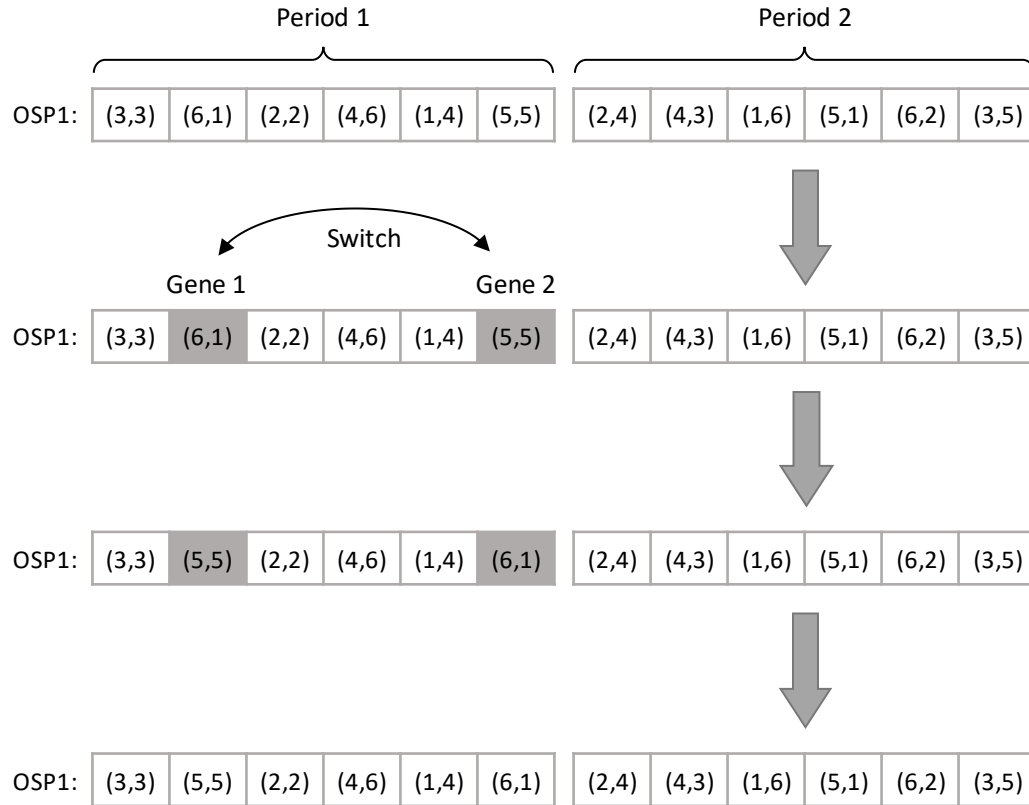 Period 1 Period 2
OSP1: (3,3) (6,1) (2,2) (4,6) (1,4) (5,5) (2,4) (4,3) (1,6) (5,1) (6,2) (3,5)
Switch
Gene 1 Gene 2
OSP1: (3,3) (6,1) (2,2) (4,6) (1,4) (5,5) (2,4) (4,3) (1,6) (5,1) (6,2) (3,5)
OSP1: (3,3) (5,5) (2,2) (4,6) (1,4) (6,1) (2,4) (4,3) (1,6) (5,1) (6,2) (3,5)
OSP1: (3,3) (5,5) (2,2) (4,6) (1,4) (6,1) (2,4) (4,3) (1,6) (5,1) (6,2) (3,5)